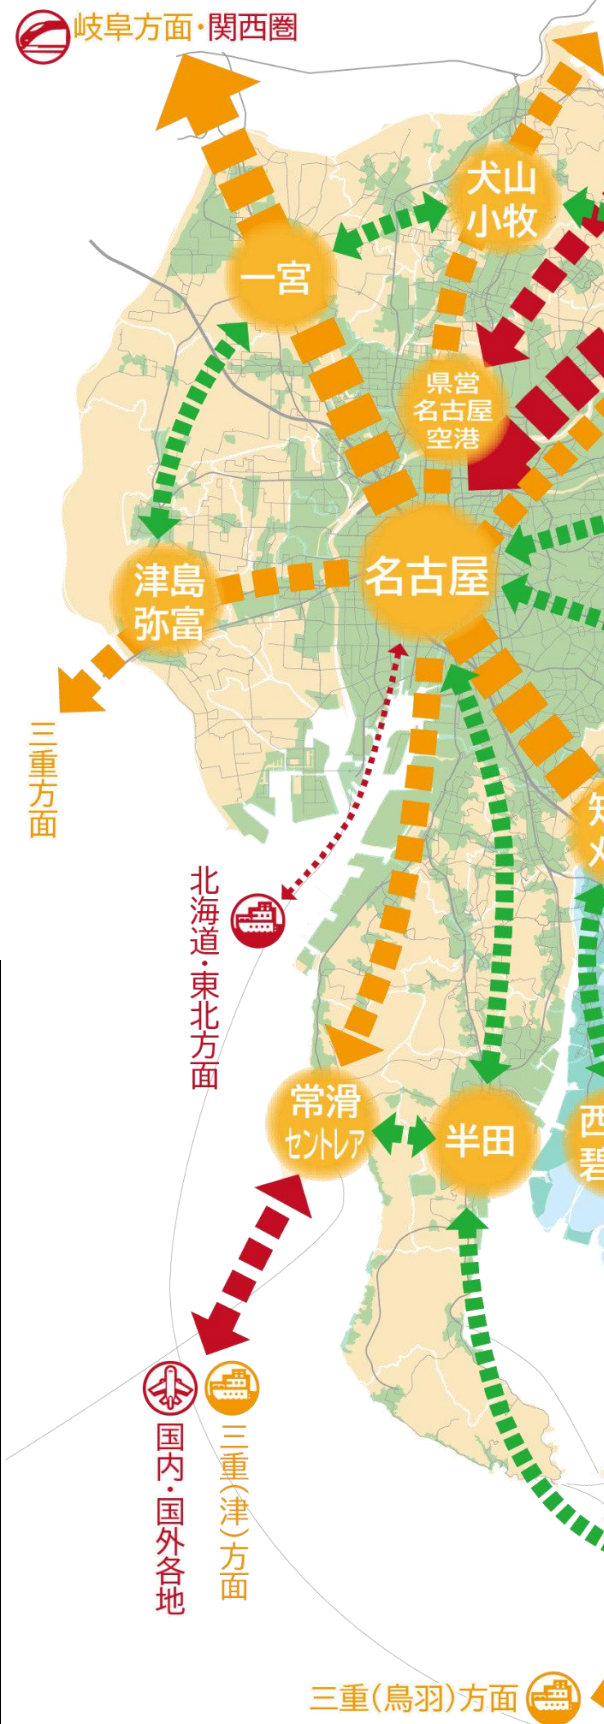 岐阜方面・関西圏
犬山
小牧
一宮
県営
名古屋
空港
名古屋
津島
弥富
三重方面
北海道・東北方面
常滑
セントレア
半田
西
碧
国内・国外各地
三重(津)方面
三重(鳥羽)方面